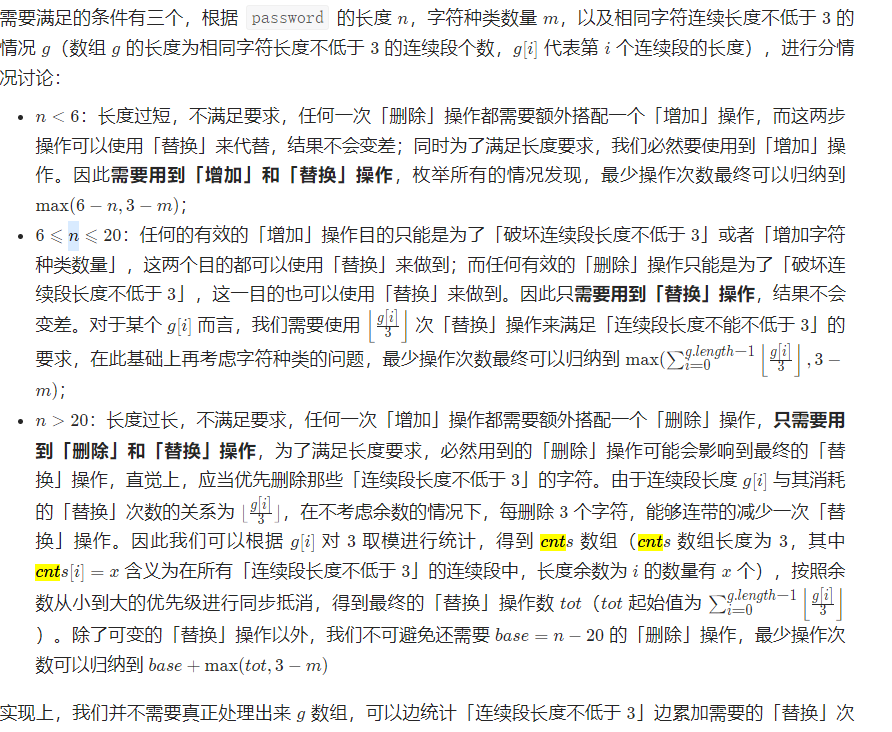 需要满足的条件有三个，根据 password 的长度 n，字符种类数量 m，以及相同字符连续长度不低于 3 的
情况 g（数组 g 的长度为相同字符长度不低于 3 的连续段个数，g[i] 代表第 i 个连续段的长度），进行分情
况讨论：
• n < 6：长度过短，不满足要求，任何一次「删除」操作都需要额外搭配一个「增加」操作，而这两步
操作可以使用「替换」来代替，结果不会变差；同时为了满足长度要求，我们必然要使用到「增加」操
作。因此需要用到「增加」和「替换」操作，枚举所有的情况发现，最少操作次数最终可以归纳到
max(6 − n, 3 − m)；
• 6 ⩽ n ⩽ 20：任何的有效的「增加」操作目的只能是为了「破坏连续段长度不低于 3」或者「增加字符
种类数量」，这两个目的都可以使用「替换」来做到；而任何有效的「删除」操作只能是为了「破坏连
续段长度不低于 3」，这一目的也可以使用「替换」来做到。因此只需要用到「替换」操作，结果不会
变差。对于某个 g[i] 而言，我们需要使用 ⌊g[i]/3⌋ 次「替换」操作来满足「连续段长度不能不低于 3」的
要求，在此基础上再考虑字符种类的问题，最少操作次数最终可以归纳到 max(∑_{i=0}^{g.length−1} ⌊g[i]/3⌋, 3 −
m)；
• n > 20：长度过长，不满足要求，任何一次「增加」操作都需要额外搭配一个「删除」操作，只需要用
到「删除」和「替换」操作，为了满足长度要求，必然用到的「删除」操作可能会影响到最终的「替
换」操作，直觉上，应当优先删除那些「连续段长度不低于 3」的字符。由于连续段长度 g[i] 与其消耗
的「替换」次数的关系为 ⌊g[i]/3⌋，在不考虑余数的情况下，每删除 3 个字符，能够连带的减少一次「替
换」操作。因此我们可以根据 g[i] 对 3 取模进行统计，得到 cnts 数组（cnts 数组长度为 3，其中
cnts[i] = x 含义为在所有「连续段长度不低于 3」的连续段中，长度余数为 i 的数量有 x 个），按照余
数从小到大的优先级进行同步抵消，得到最终的「替换」操作数 tot（tot 起始值为 ∑_{i=0}^{g.length−1} ⌊g[i]/3⌋
）。除了可变的「替换」操作以外，我们不可避免还需要 base = n − 20 的「删除」操作，最少操作次
数可以归纳到 base + max(tot, 3 − m)
实现上，我们并不需要真正处理出来 g 数组，可以边统计「连续段长度不低于 3」边累加需要的「替换」次